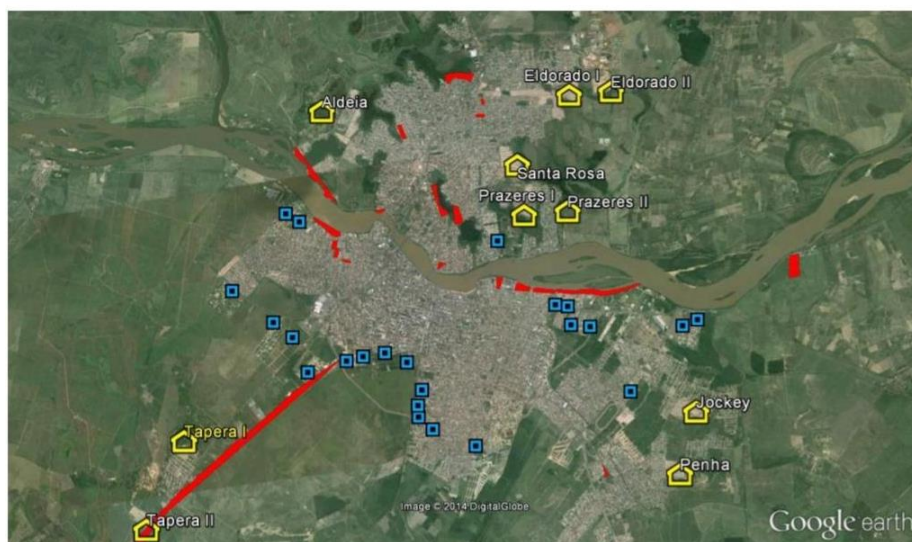 Eldorado I
Eldorado II
Aldeia
Santa Rosa
Prazeres I
Prazeres II
Jockey
Tapera I
Penha
Tapera II
Image © 2014 DigitalGlobe
Google earth